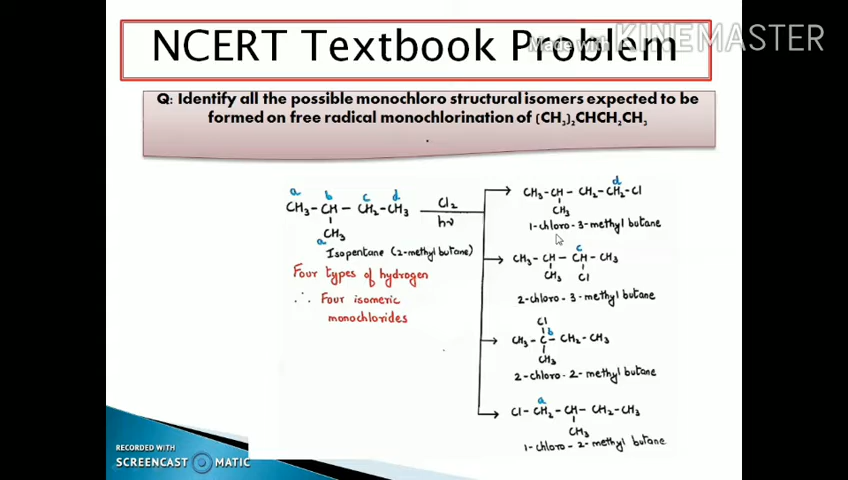 NCERT Textbook Problem
Made with KINEMASTER
Q: Identify all the possible monochloro structural isomers expected to be
formed on free radical monochlorination of (CH₃)₂CHCH₂CH₃
.
a b c d
CH₃-CH-CH₂-CH₃
CH₃
a
Isopentane (2-methyl butane)
Cl₂
hν
Four types of hydrogen
∴ Four isomeric
monochlorides
d
CH₃-CH-CH₂-CH₂-Cl
CH₃
1-chloro-3-methyl butane
c
CH₃-CH-CH-CH₃
CH₃ Cl
2-chloro-3-methyl butane
Cl
b
CH₃-C-CH₂-CH₃
CH₃
2-chloro-2-methyl butane
a
Cl-CH₂-CH-CH₂-CH₃
CH₃
1-chloro-2-methyl butane
RECORDED WITH
SCREENCAST MATIC